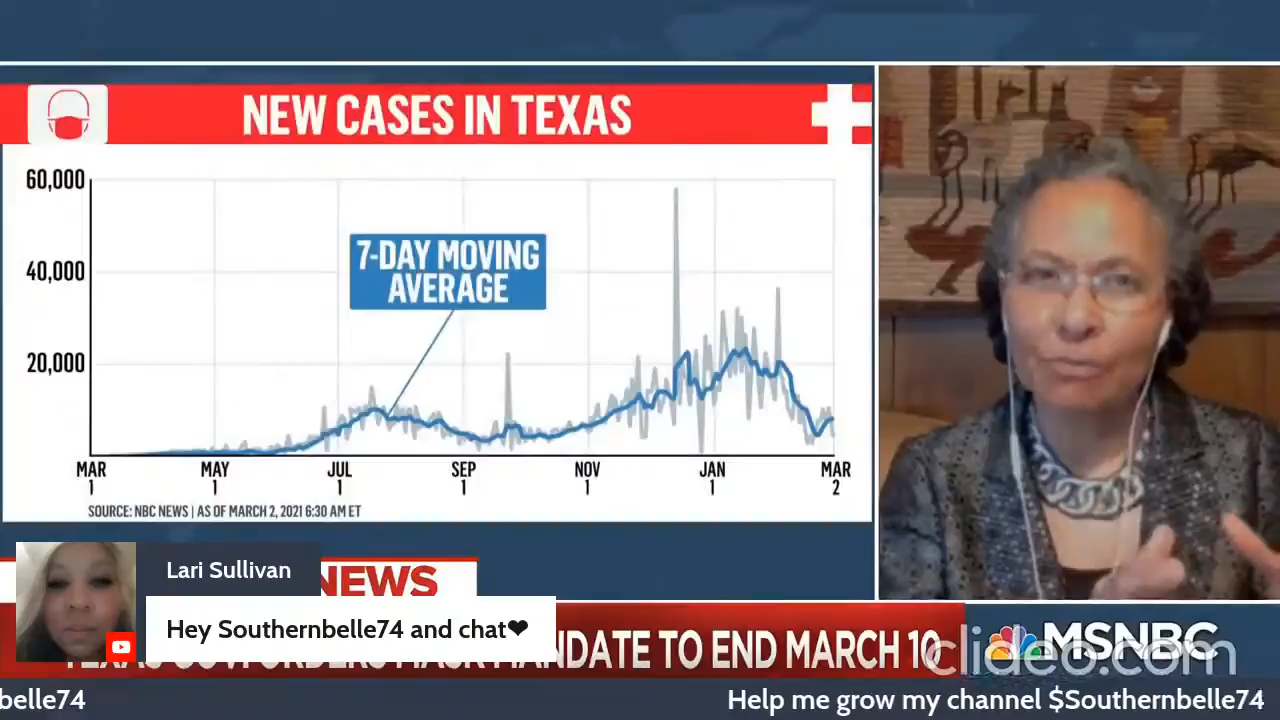 NEW CASES IN TEXAS
60,000
40,000
20,000
7-DAY MOVING
AVERAGE
MAR MAY JUL SEP NOV JAN MAR
1 1 1 1 1 1 2
SOURCE: NBC NEWS | AS OF MARCH 2, 2021 6:30 AM ET
Lari Sullivan
NEWS
Hey Southernbelle74 and chat❤
TO END MARCH 10
MSNBC
clideo.com
belle74
Help me grow my channel $Southernbelle74